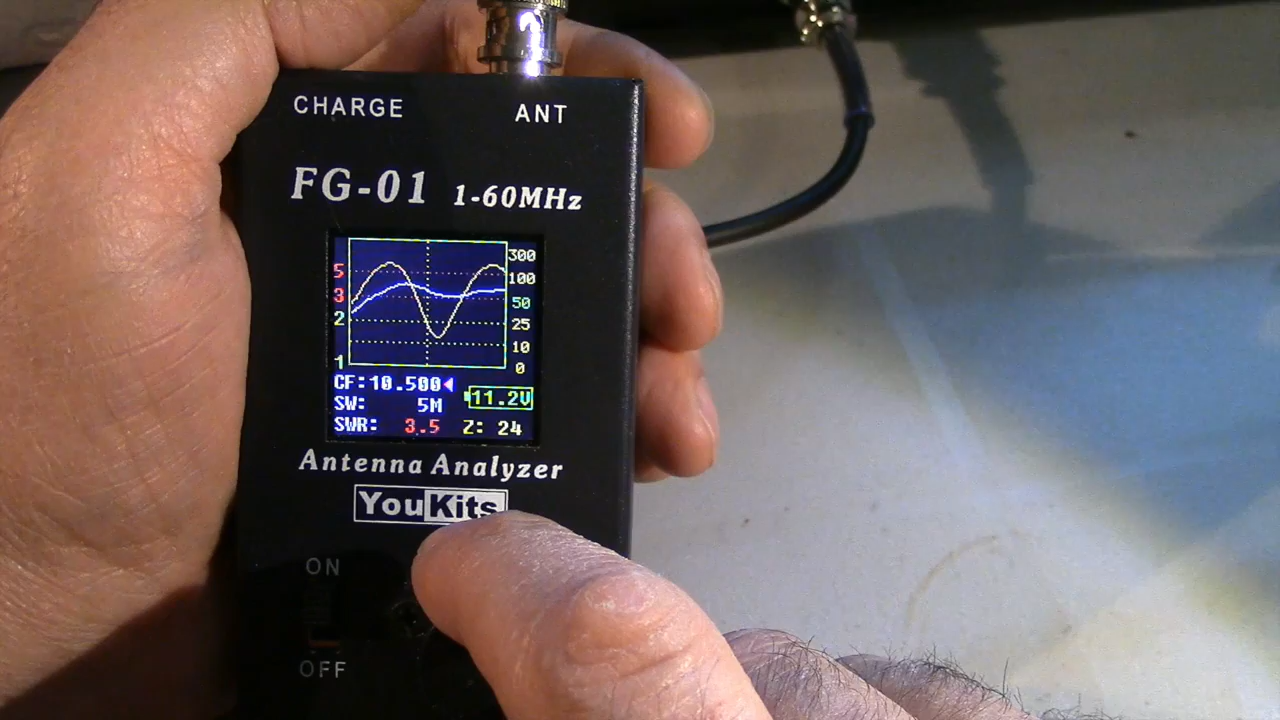 CHARGE ANT
FG-01 1-60MHz
300
5 100
3 50
2 25
10
1 0
CF:10.500
SW: 5M 11.2V
SWR: 3.5 Z: 24
Antenna Analyzer
YouKits
ON
OFF